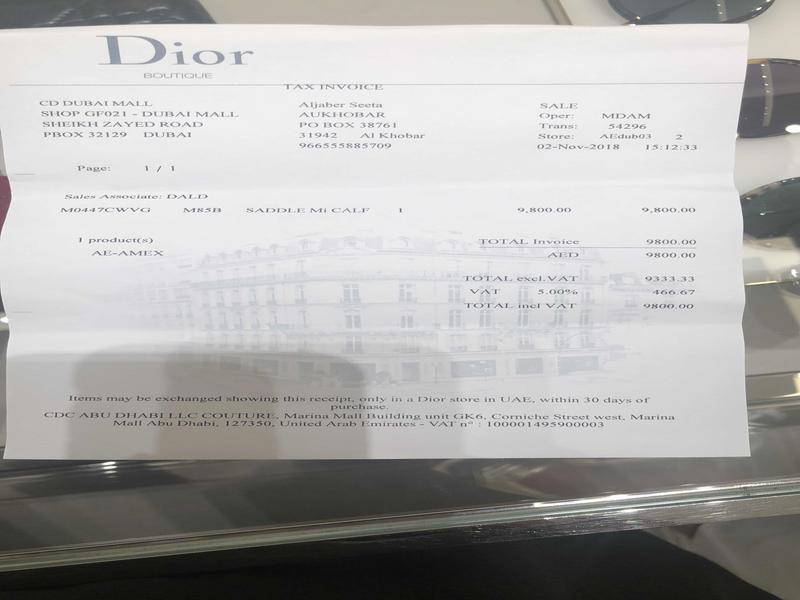 Dior
BOUTIQUE
TAX INVOICE
CD DUBAI MALL
SHOP GF021 - DUBAI MALL
SHEIKH ZAYED ROAD
PBOX 32129 DUBAI
Aljaber Seeta
AUKHOBAR
PO BOX 38761
31942 Al Khobar
966555885709
SALE
Oper: MDAM
Trans: 54296
Store: AEdub03 2
02-Nov-2018 15:12:33
Page: 1 / 1
Sales Associate: DALD
M0447CWVG M85B SADDLE Mi CALF 1 9,800.00 9,800.00
1 product(s) TOTAL Invoice 9800.00
AE-AMEX AED 9800.00
TOTAL excl.VAT 9333.33
VAT 5.00% 466.67
TOTAL incl VAT 9800.00
Items may be exchanged showing this receipt, only in a Dior store in UAE, within 30 days of
purchase.
CDC ABU DHABI LLC COUTURE, Marina Mall Building unit GK6, Corniche Street west, Marina
Mall Abu Dhabi, 127350, United Arab Emirates - VAT n° : 100001495900003